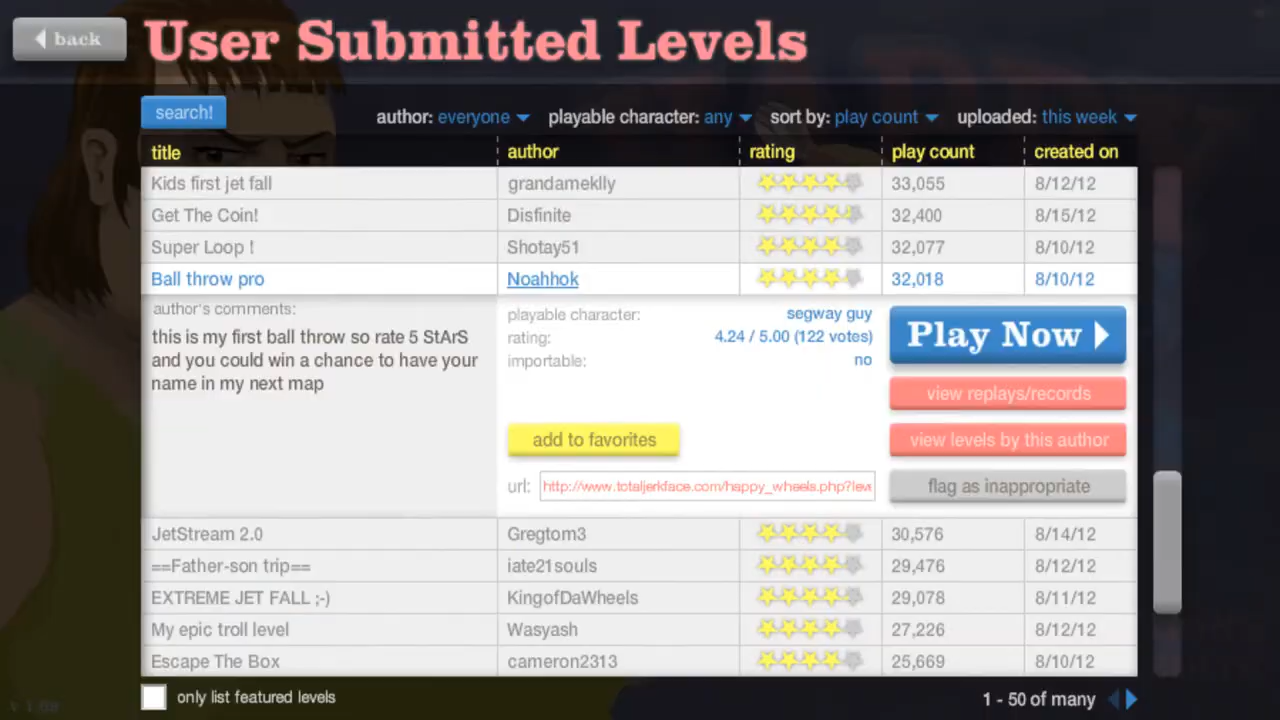 back
User Submitted Levels
search!
author: everyone playable character: any sort by: play count uploaded: this week
title author rating play count created on
Kids first jet fall grandameklly 33,055 8/12/12
Get The Coin! Disfinite 32,400 8/15/12
Super Loop ! Shotay51 32,077 8/10/12
Ball throw pro Noahhok 32,018 8/10/12
author's comments:
this is my first ball throw so rate 5 StArS
and you could win a chance to have your
name in my next map
playable character: segway guy
rating: 4.24 / 5.00 (122 votes)
importable: no
add to favorites
url: http://www.totaljerkface.com/happy_wheels.php?lev
Play Now
view replays/records
view levels by this author
flag as inappropriate
JetStream 2.0 Gregtom3 30,576 8/14/12
==Father-son trip== iate21souls 29,476 8/12/12
EXTREME JET FALL ;-) KingofDaWheels 29,078 8/11/12
My epic troll level Wasyash 27,226 8/12/12
Escape The Box cameron2313 25,669 8/10/12
only list featured levels
1 - 50 of many